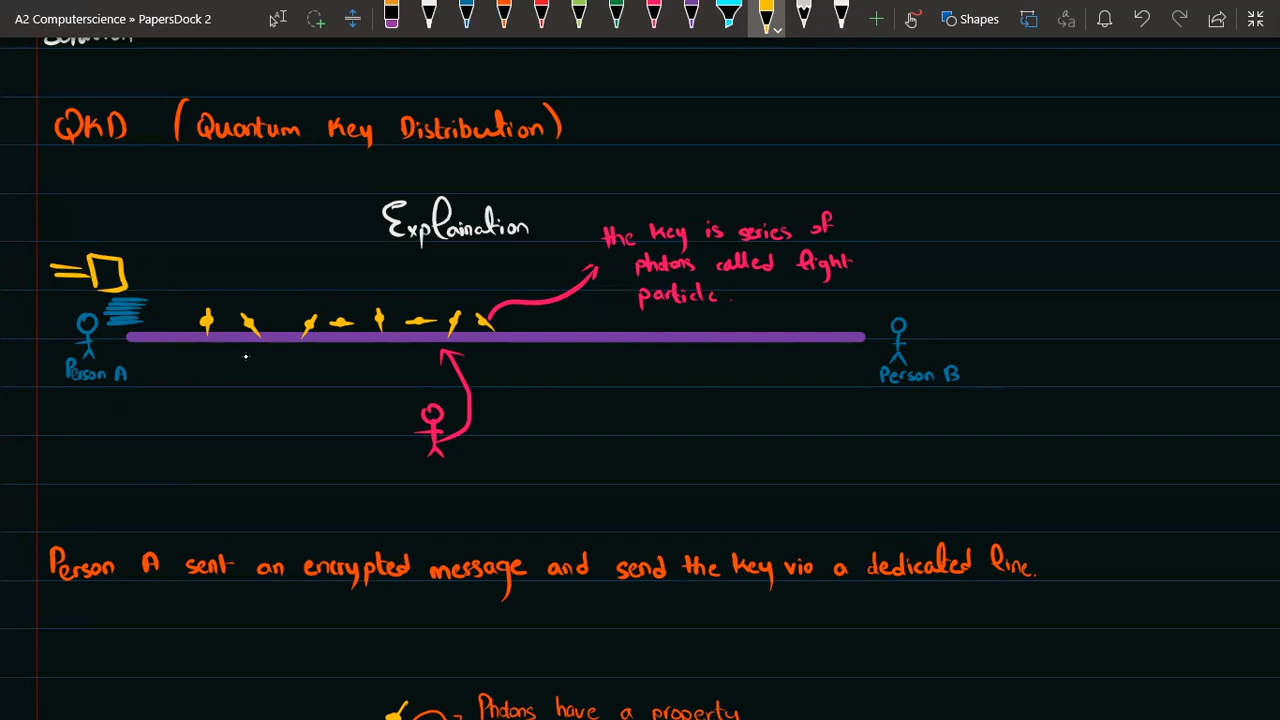 A2 Computerscience » PapersDock 2
Shapes
Solution
QKD (Quantum Key Distribution)
Explaination
the key is series of
photons called light
particle.
Person A
Person B
Person A sent an encrypted message and send the key via a dedicated line.
Photons have a property